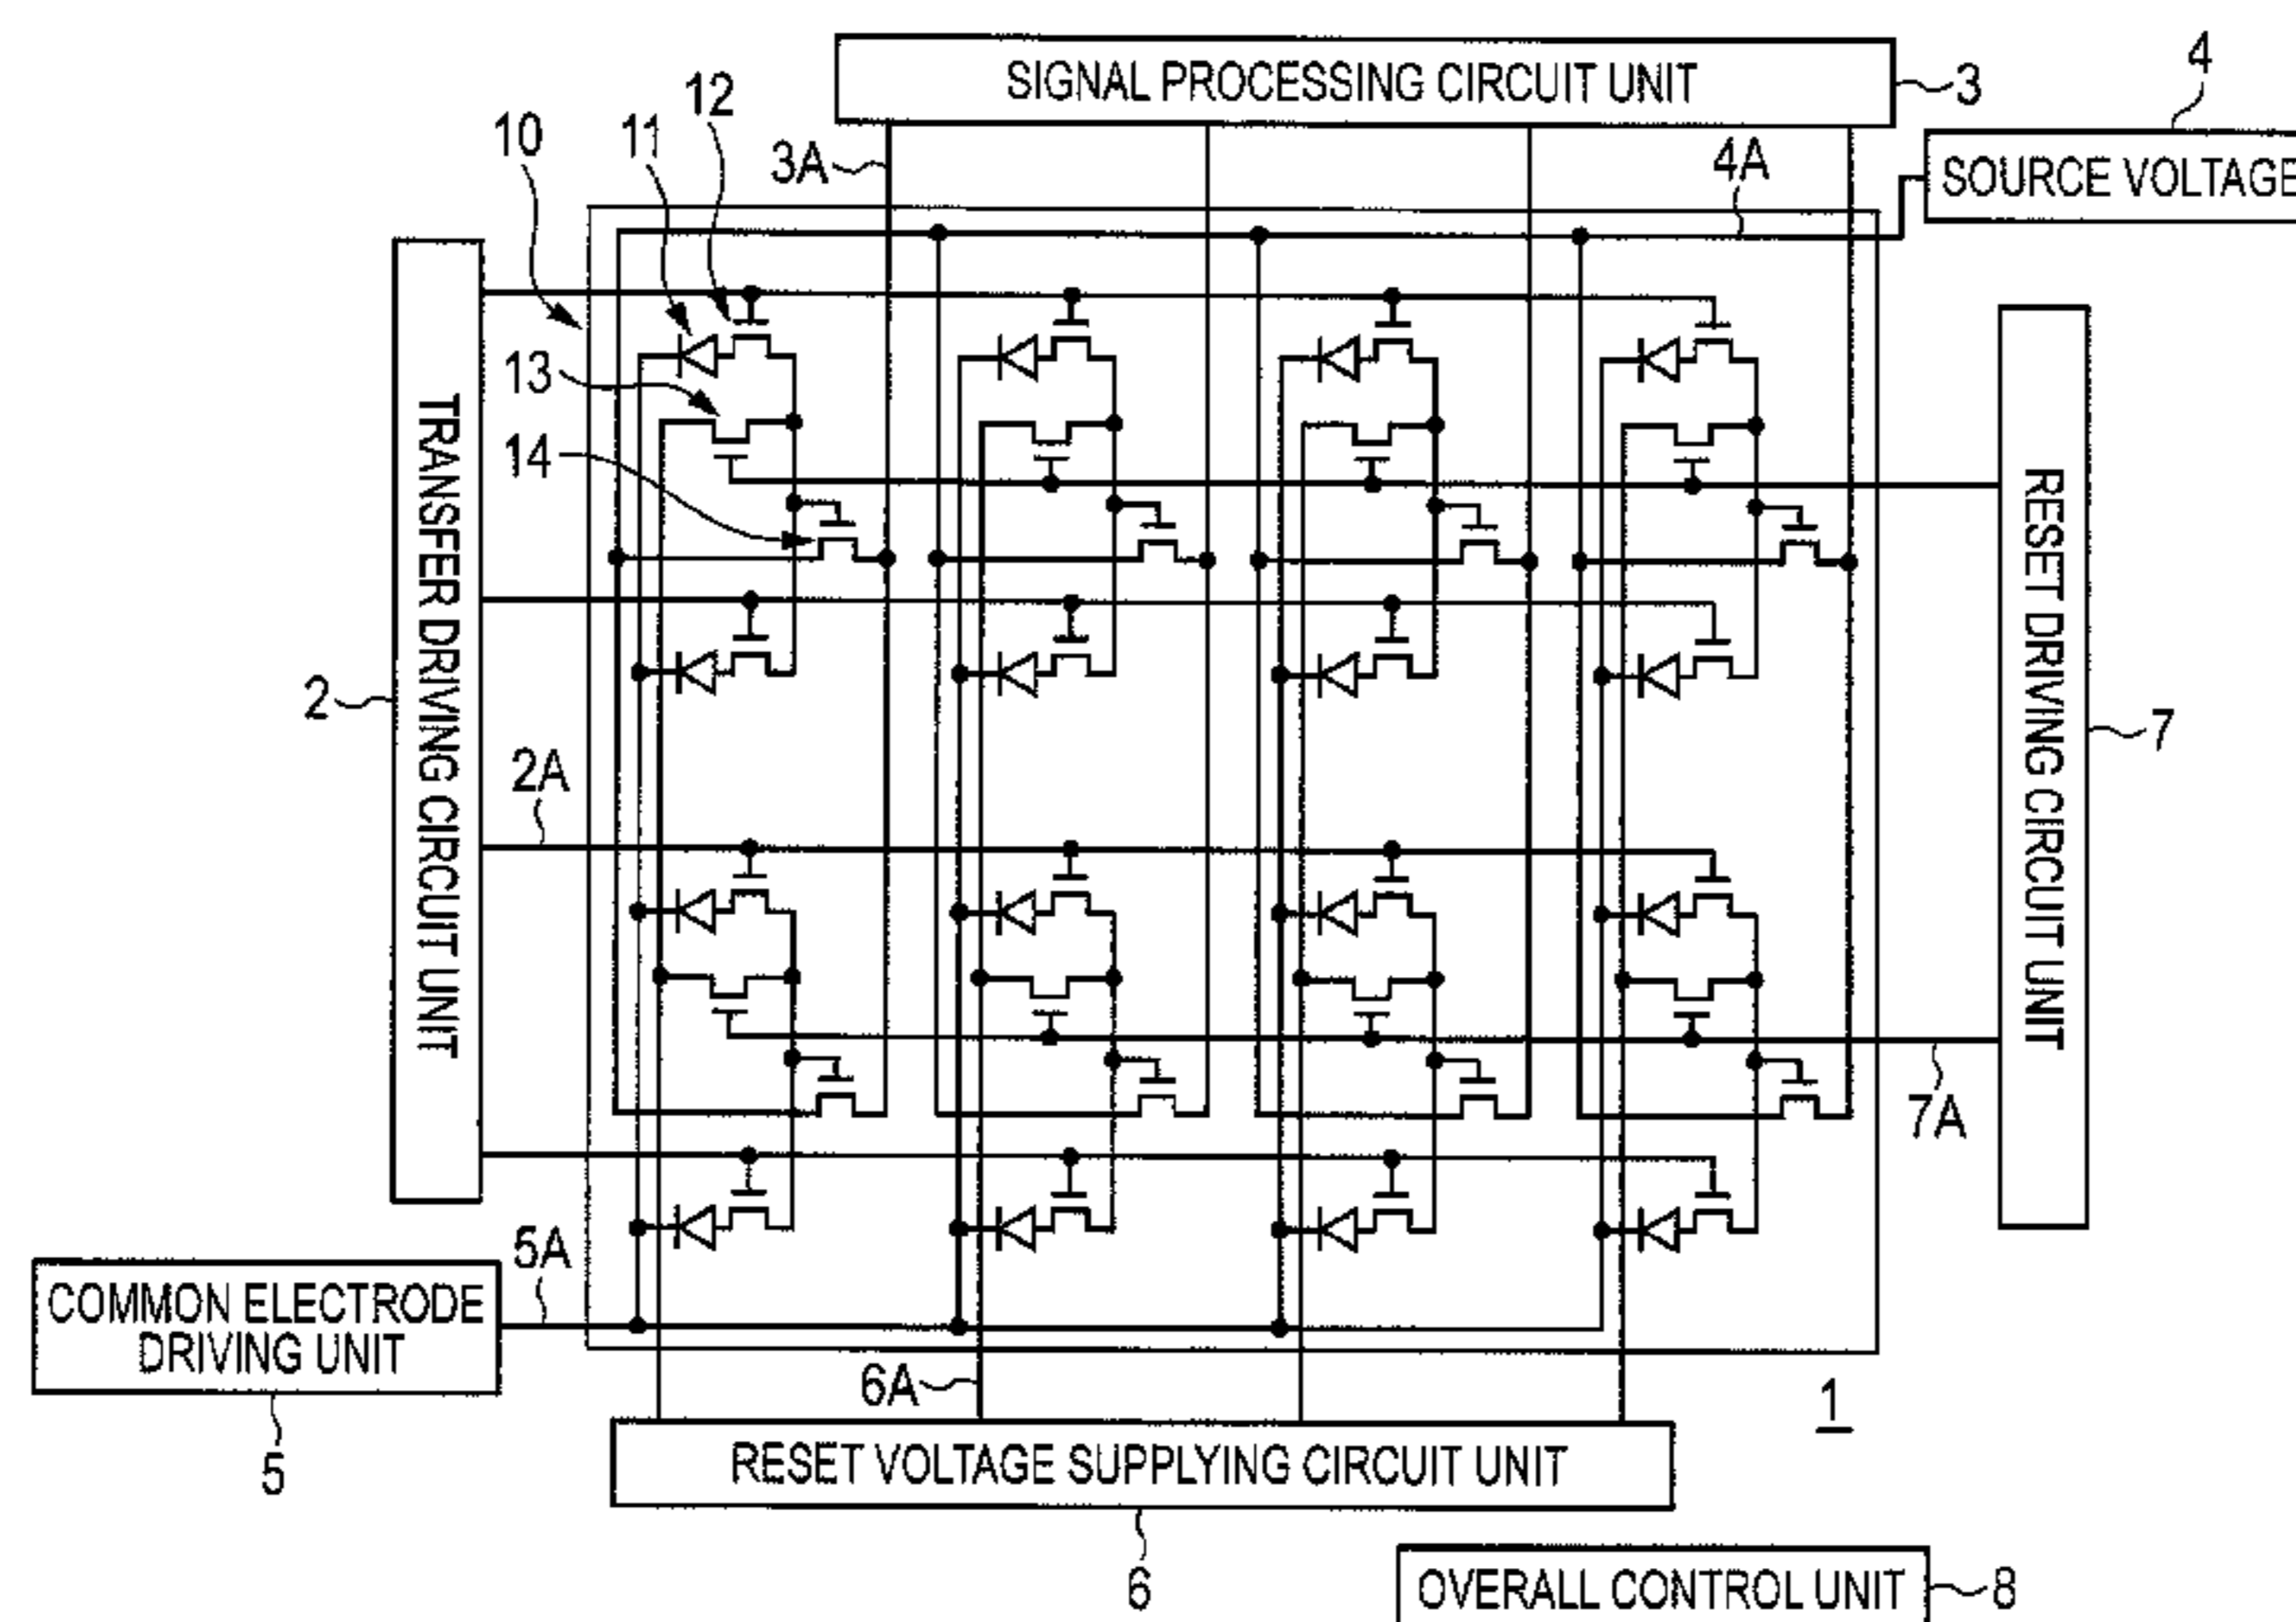 SIGNAL PROCESSING CIRCUIT UNIT
3
4
SOURCE VOLTAGE
12
11
10
3A
4A
13
14
TRANSFER DRIVING CIRCUIT UNIT
2
2A
RESET DRIVING CIRCUIT UNIT
7
7A
5A
COMMON ELECTRODE
DRIVING UNIT
5
6A
1
RESET VOLTAGE SUPPLYING CIRCUIT UNIT
6
OVERALL CONTROL UNIT
8